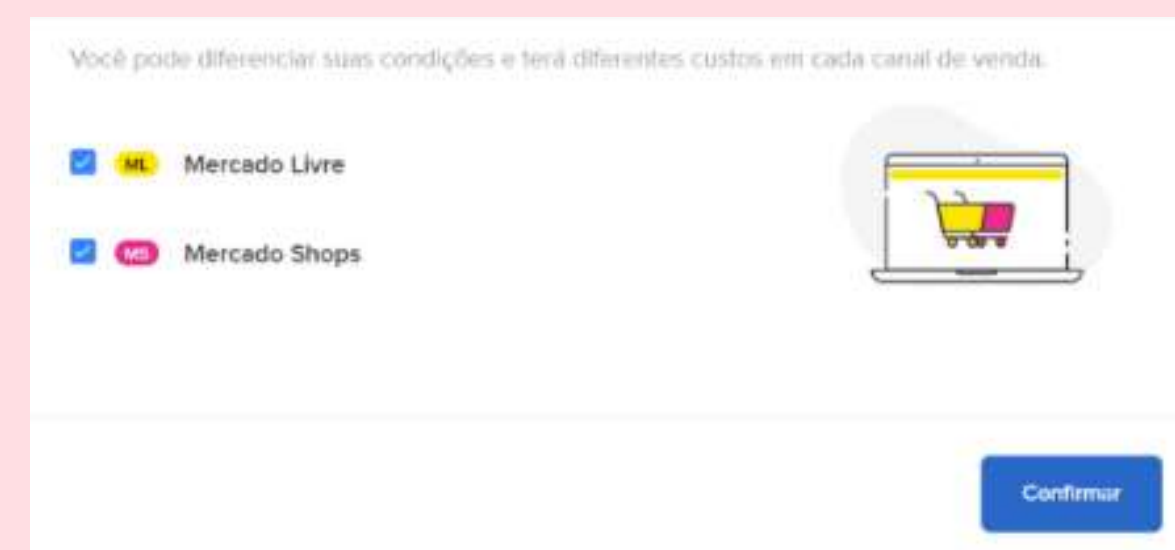 Você pode diferenciar suas condições e terá diferentes custos em cada canal de venda.
ML Mercado Livre
MS Mercado Shops
Confirmar